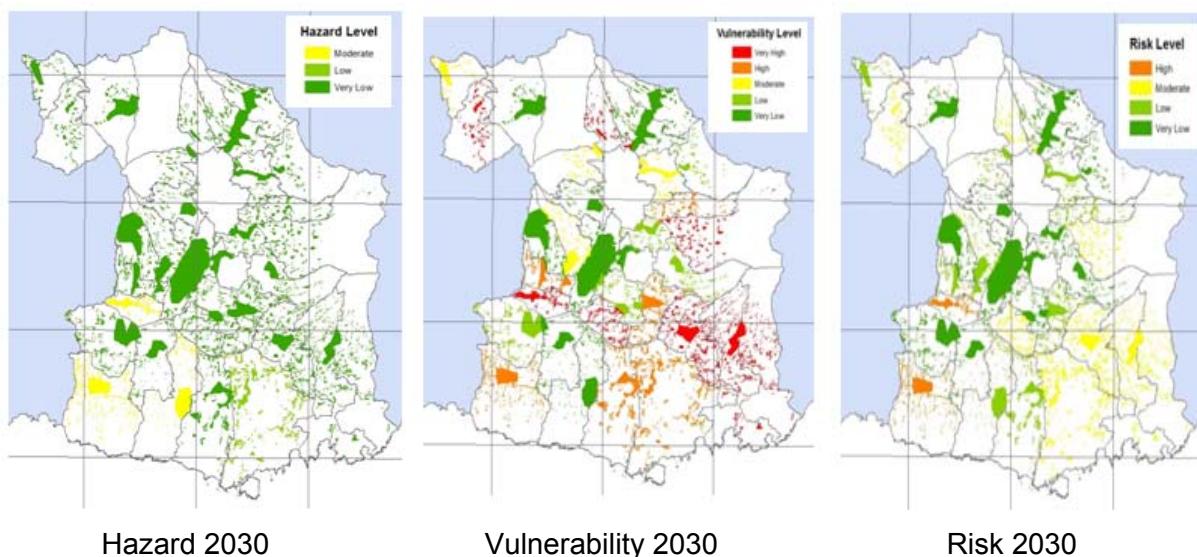 Hazard Level
Moderate
Low
Very Low
Vulnerability Level
Very High
High
Moderate
Low
Very Low
Risk Level
High
Moderate
Low
Very Low
Hazard 2030
Vulnerability 2030
Risk 2030